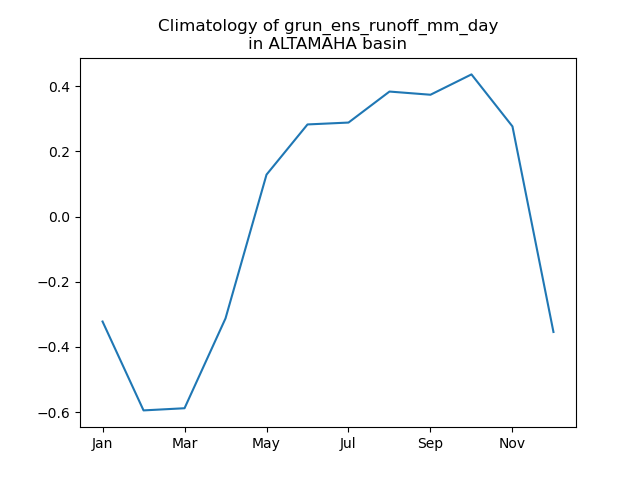 Climatology of grun_ens_runoff_mm_day
in ALTAMAHA basin
0.4
0.2
0.0
−0.2
−0.4
−0.6
Jan Mar May Jul Sep Nov